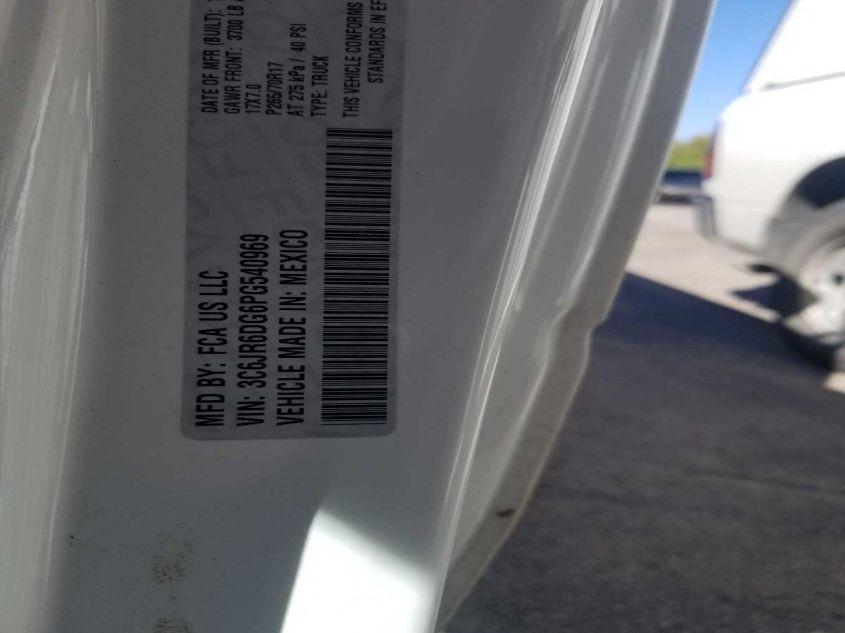 MFD BY: FCA US LLC
VIN: 3C6JR6DG6PG540969
VEHICLE MADE IN: MEXICO
DATE OF MFR (BUILT):
GAWR FRONT: 3700 LB
17X7.0
P265/70R17
AT 275 kPa / 40 PSI
TYPE: TRUCK
THIS VEHICLE CONFORMS
STANDARDS IN EF